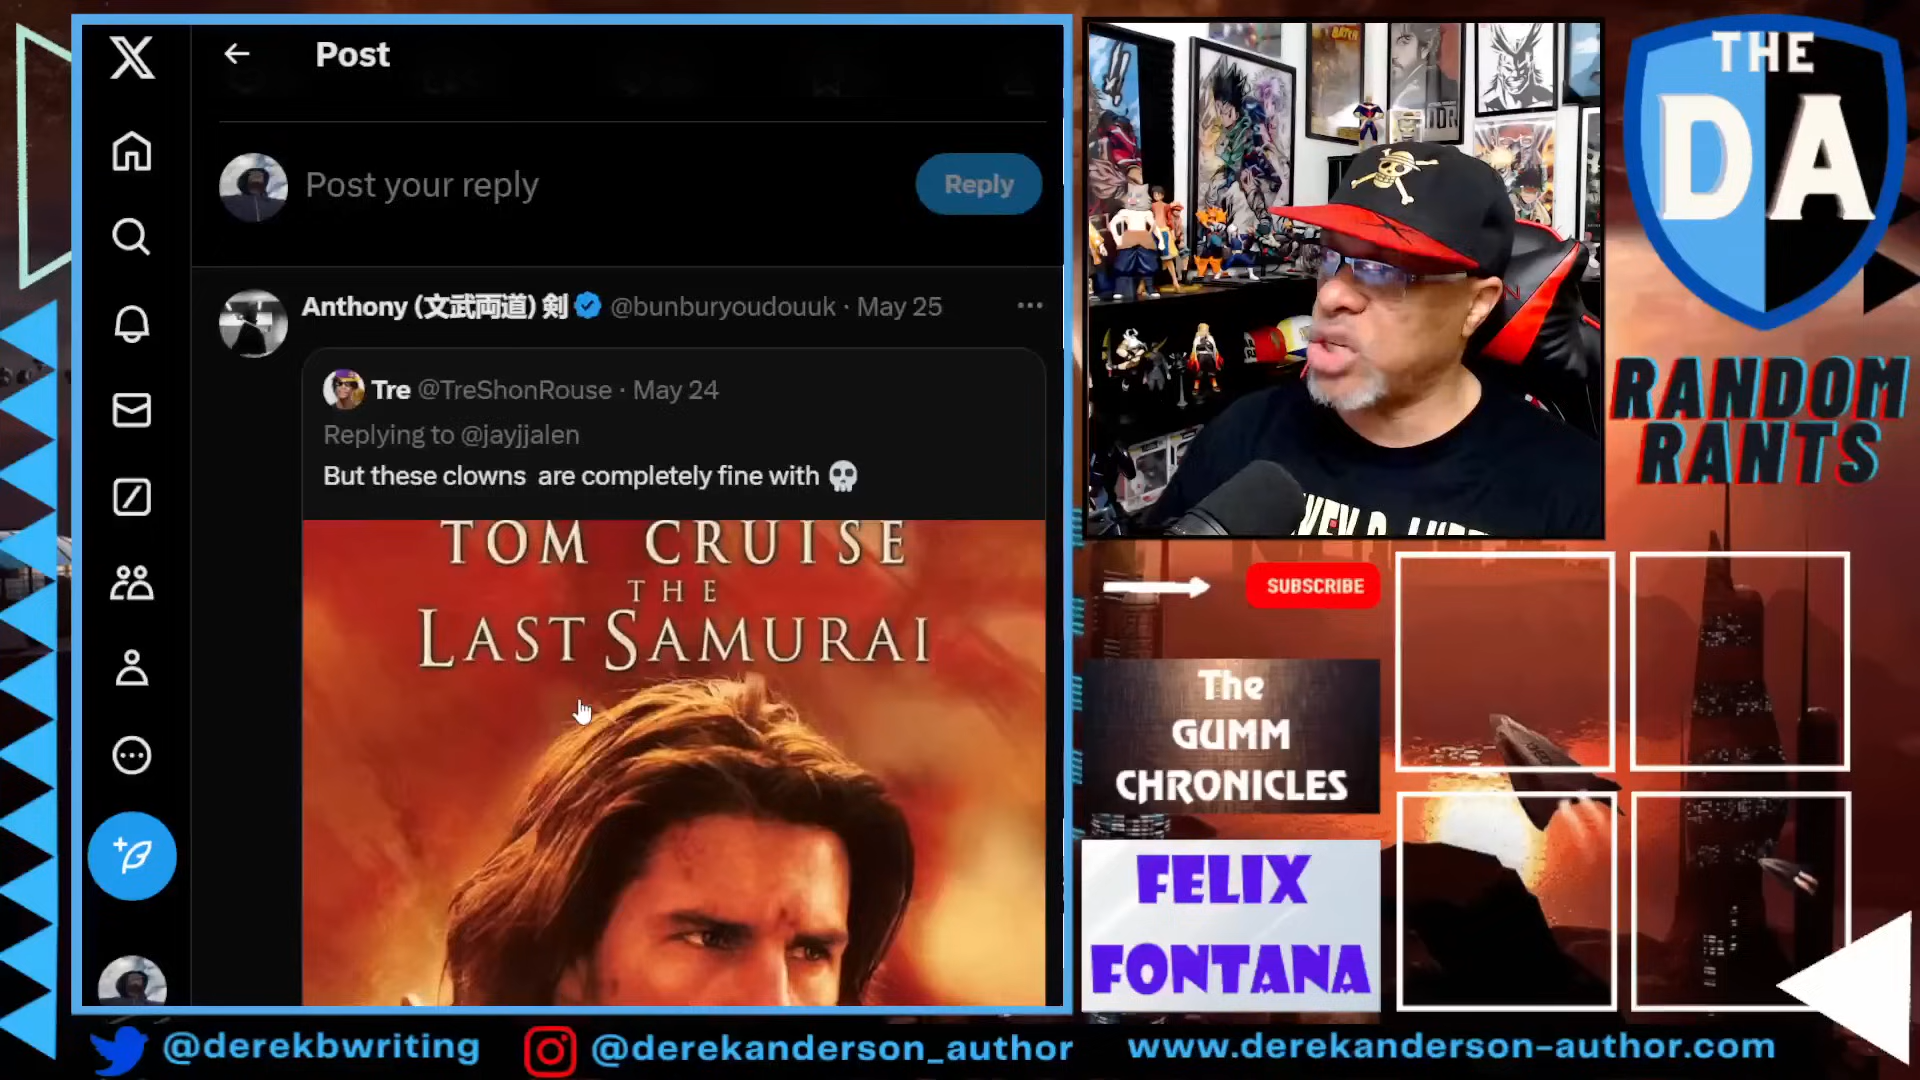 Post
Post your reply
Reply
Anthony (文武両道) 剣 @bunburyoudouuk · May 25
Tre @TreShonRouse · May 24
Replying to @jayjjalen
But these clowns are completely fine with
TOM CRUISE
THE
LAST SAMURAI
THE
DA
RANDOM
RANTS
SUBSCRIBE
The
GUMM
CHRONICLES
FELIX
FONTANA
@derekbwriting
@derekanderson_author
www.derekanderson-author.com